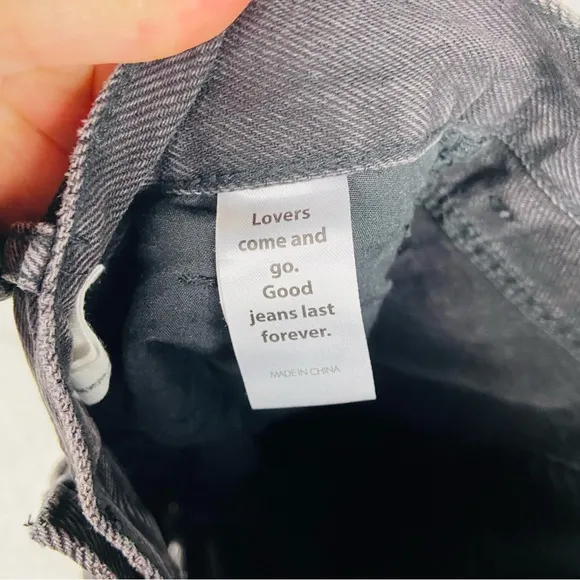 Lovers
come and
go.
Good
jeans last
forever.
MADE IN CHINA